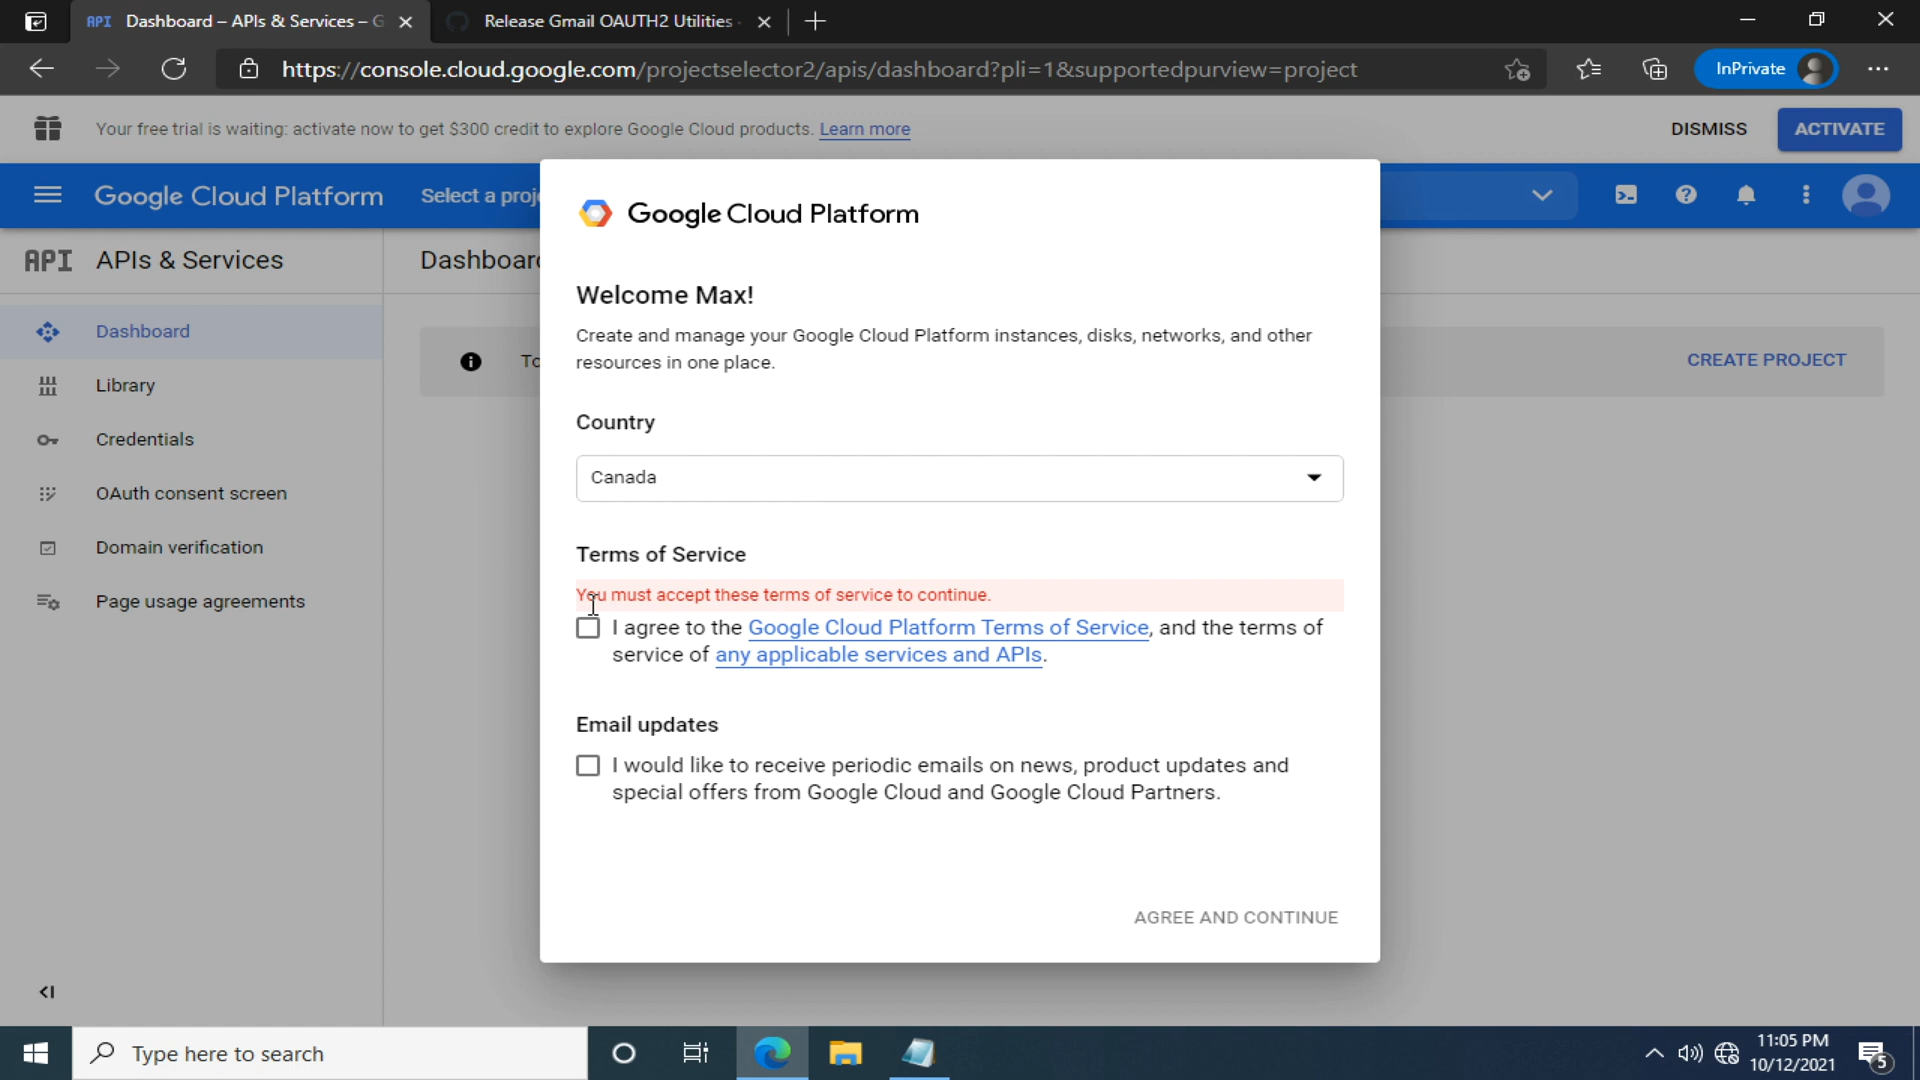 API Dashboard – APIs & Services – G
Release Gmail OAUTH2 Utilities
https://console.cloud.google.com/projectselector2/apis/dashboard?pli=1&supportedpurview=project
InPrivate
Your free trial is waiting: activate now to get $300 credit to explore Google Cloud products. Learn more
DISMISS
ACTIVATE
Google Cloud Platform
Select a proj
API APIs & Services
Dashboar
Dashboard
Library
Credentials
OAuth consent screen
Domain verification
Page usage agreements
To
CREATE PROJECT
Google Cloud Platform
Welcome Max!
Create and manage your Google Cloud Platform instances, disks, networks, and other
resources in one place.
Country
Canada
Terms of Service
You must accept these terms of service to continue.
I agree to the Google Cloud Platform Terms of Service, and the terms of
service of any applicable services and APIs.
Email updates
I would like to receive periodic emails on news, product updates and
special offers from Google Cloud and Google Cloud Partners.
AGREE AND CONTINUE
Type here to search
11:05 PM
10/12/2021
5